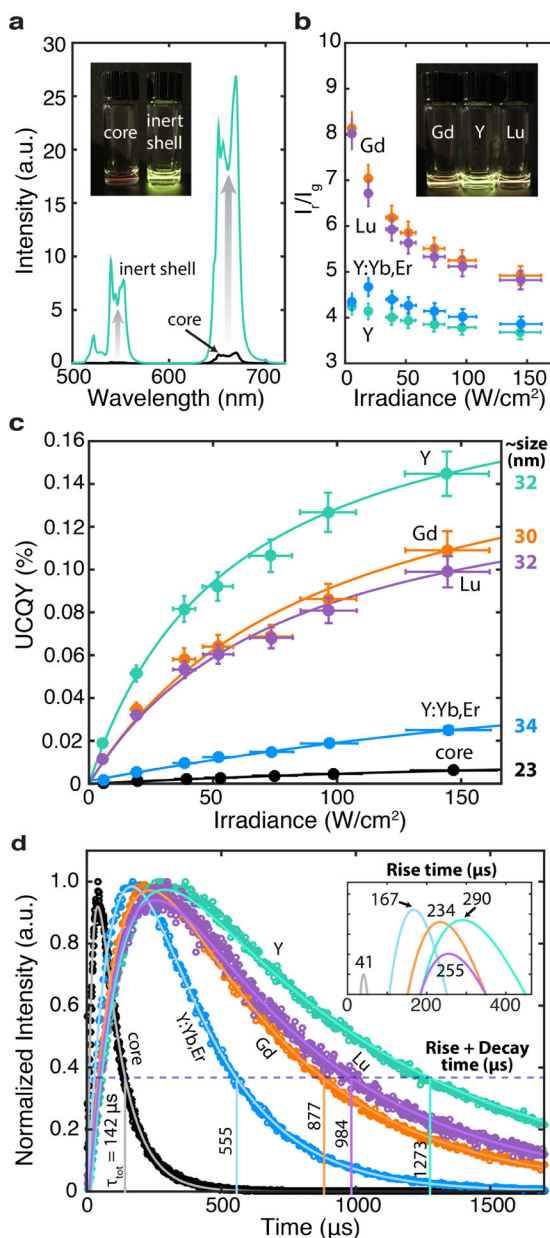 a
30
25
20
15
10
5
0
Intensity (a.u.)
core
inert
shell
inert shell
core
500
600
700
Wavelength (nm)
b
9
8
7
6
5
4
3
I_r/I_g
Gd
Y
Lu
Gd
Lu
Y:Yb,Er
Y
0
50
100
150
Irradiance (W/cm²)
c
0.16
0.14
0.12
0.10
0.08
0.06
0.04
0.02
0
UCQY (%)
~size
(nm)
Y
32
Gd
30
32
Lu
Y:Yb,Er
34
core
23
0
50
100
150
Irradiance (W/cm²)
d
1.0
0.8
0.6
0.4
0.2
0
Normalized Intensity (a.u.)
Rise time (μs)
167
234
290
41
255
0
200
400
Y
Y:Yb,Er
Gd
Lu
core
Rise + Decay
time (μs)
τ_tot = 142 μs
555
877
984
1273
0
500
1000
1500
Time (μs)